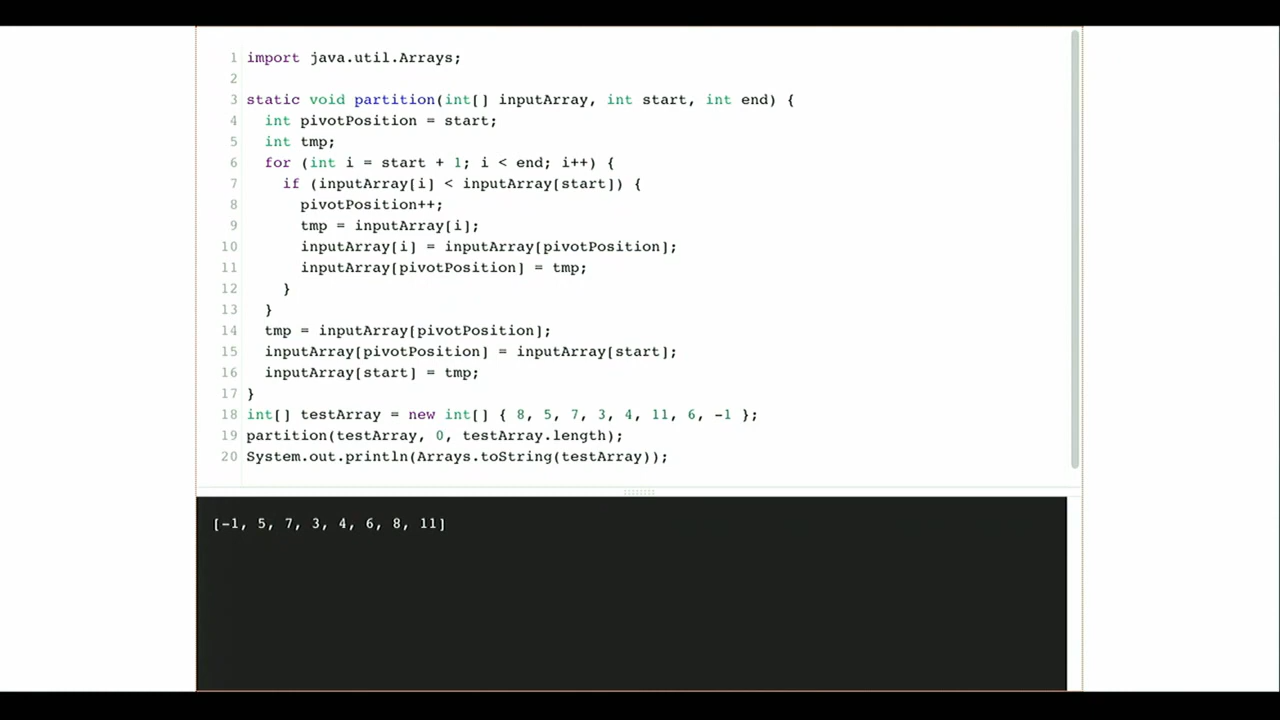 1 import java.util.Arrays;
2
3 static void partition(int[] inputArray, int start, int end) {
4   int pivotPosition = start;
5   int tmp;
6   for (int i = start + 1; i < end; i++) {
7     if (inputArray[i] < inputArray[start]) {
8       pivotPosition++;
9       tmp = inputArray[i];
10       inputArray[i] = inputArray[pivotPosition];
11       inputArray[pivotPosition] = tmp;
12     }
13   }
14   tmp = inputArray[pivotPosition];
15   inputArray[pivotPosition] = inputArray[start];
16   inputArray[start] = tmp;
17 }
18 int[] testArray = new int[] { 8, 5, 7, 3, 4, 11, 6, -1 };
19 partition(testArray, 0, testArray.length);
20 System.out.println(Arrays.toString(testArray));
[-1, 5, 7, 3, 4, 6, 8, 11]